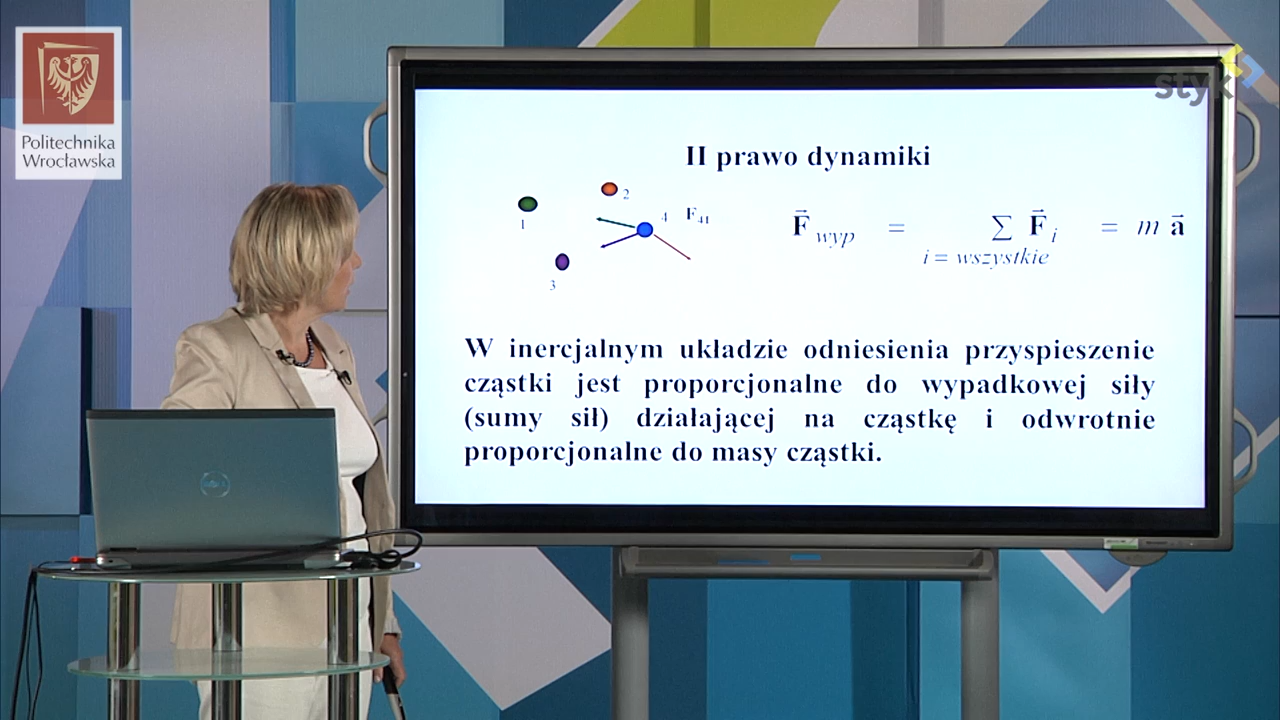 Politechnika
Wrocławska
styk
II prawo dynamiki
1
2
3
4
F41
F wyp = ∑ F i = m a
i = wszystkie
W inercjalnym układzie odniesienia przyspieszenie
cząstki jest proporcjonalne do wypadkowej siły
(sumy sił) działającej na cząstkę i odwrotnie
proporcjonalne do masy cząstki.
DELL